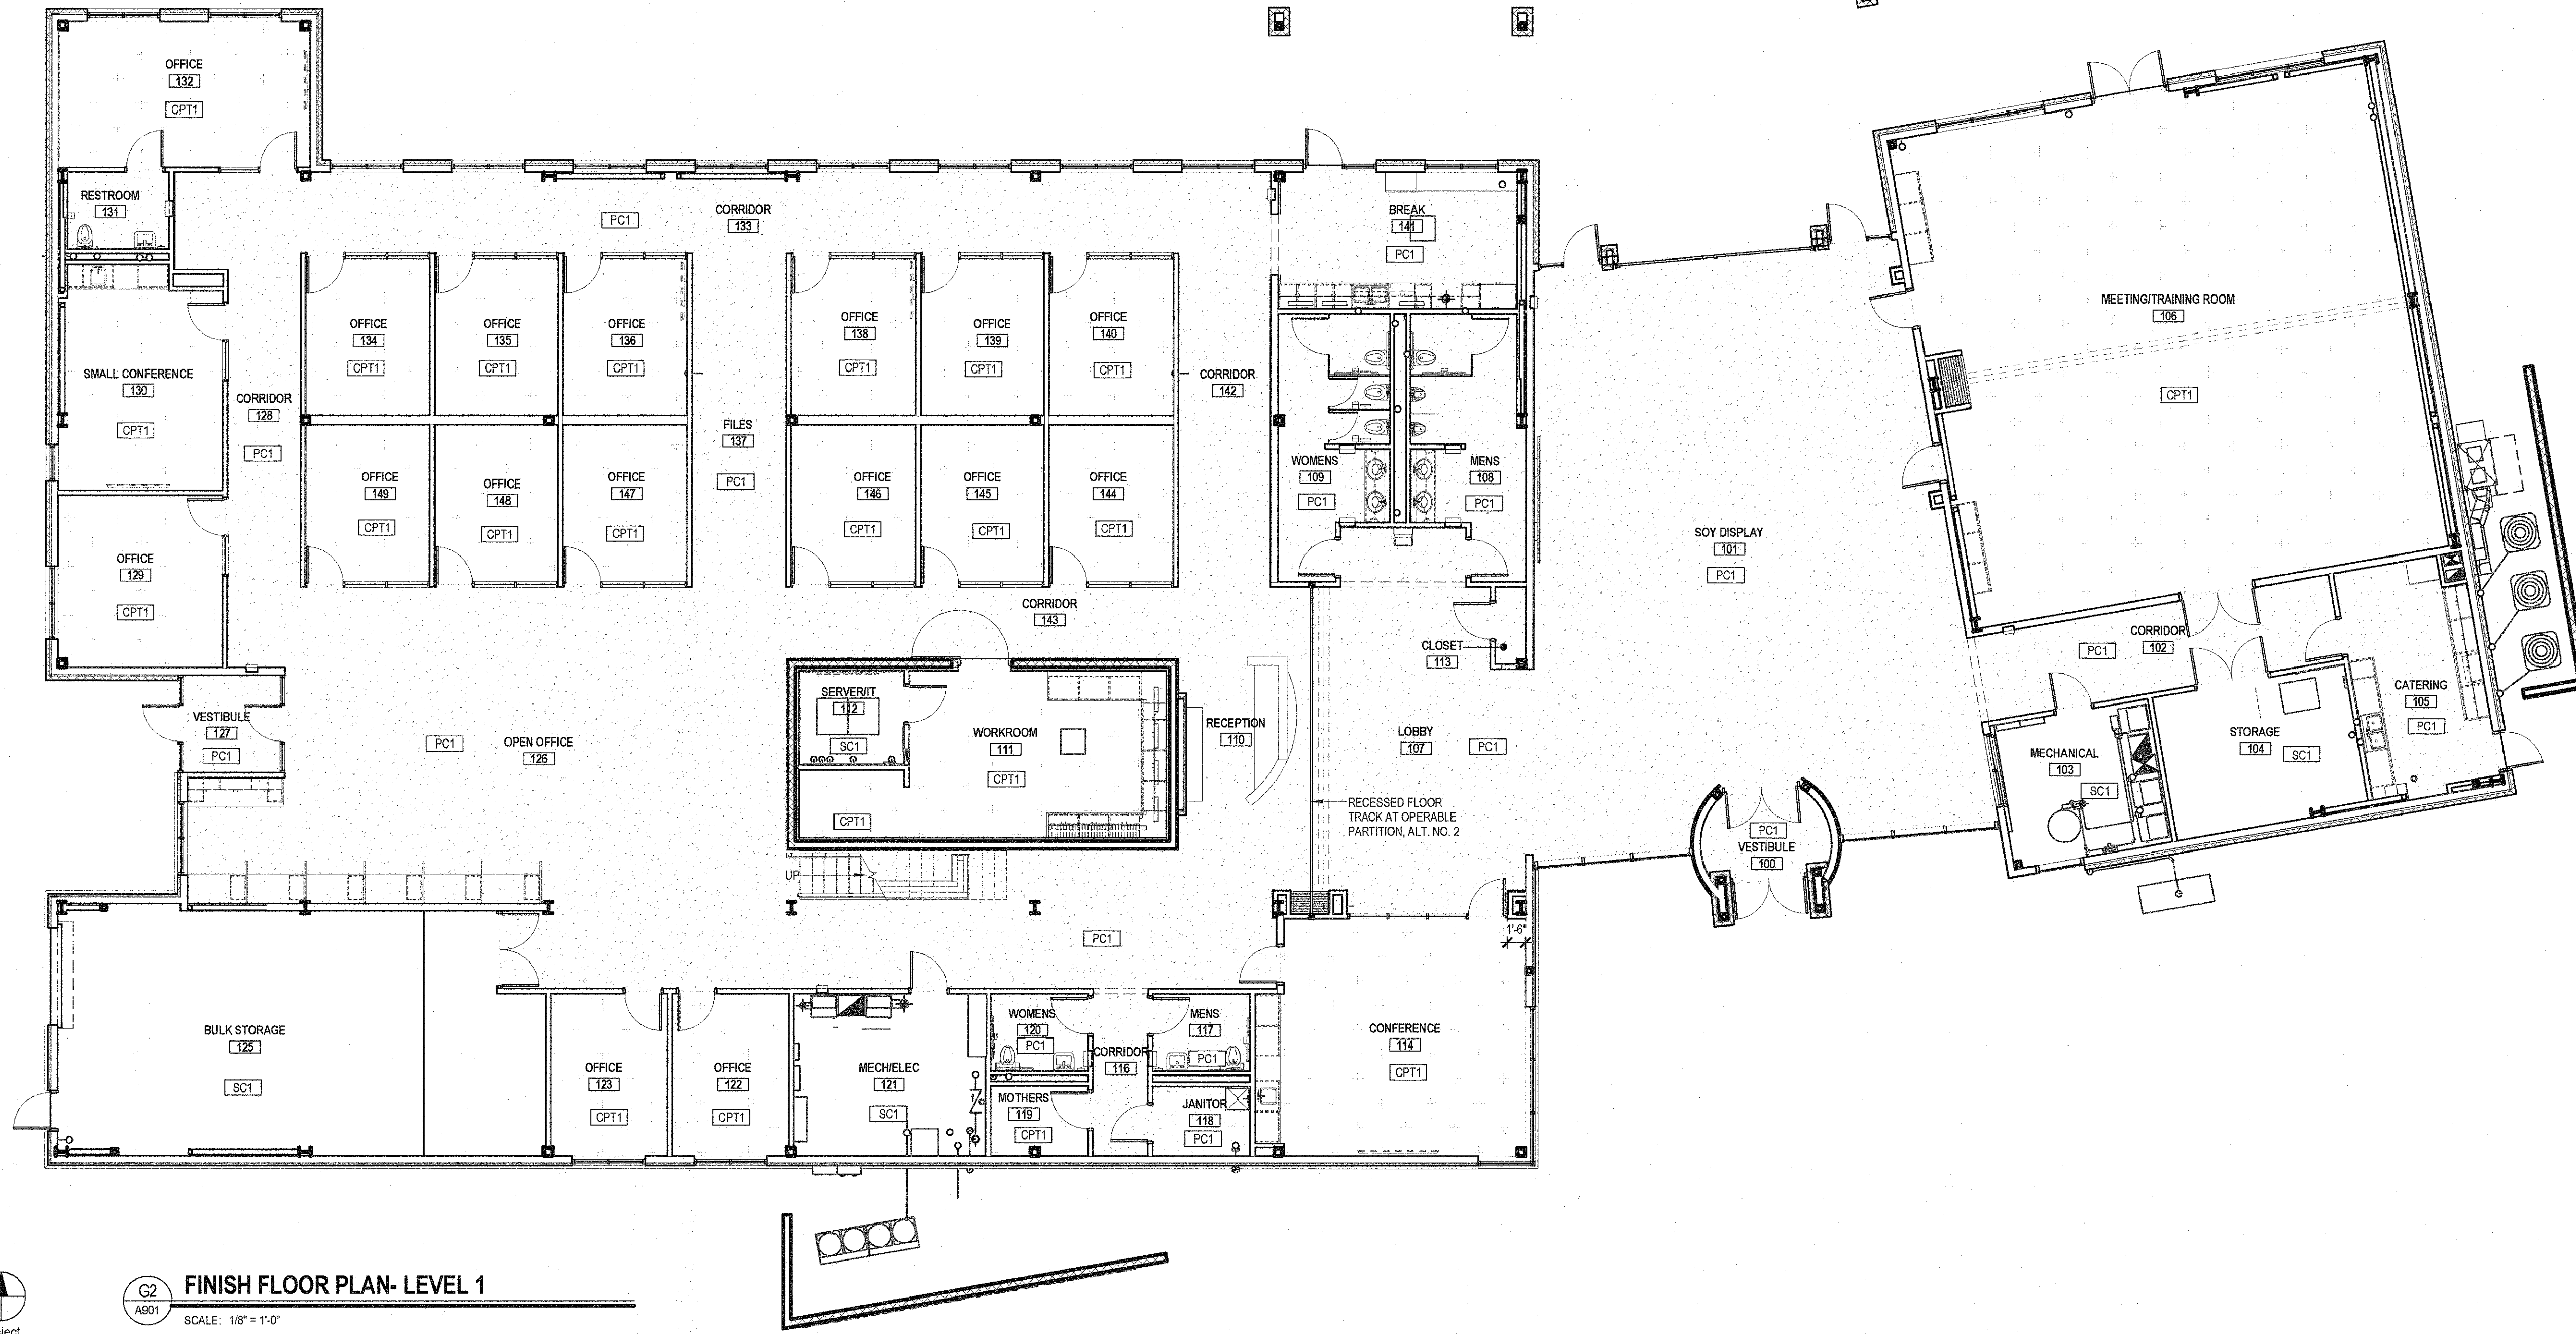 OFFICE
132
CPT1
RESTROOM
131
CORRIDOR
133
PC1
BREAK
141
PC1
MEETING/TRAINING ROOM
106
CPT1
SMALL CONFERENCE
130
CPT1
CORRIDOR
128
PC1
OFFICE
134
CPT1
OFFICE
135
CPT1
OFFICE
136
CPT1
FILES
137
PC1
OFFICE
138
CPT1
OFFICE
139
CPT1
OFFICE
140
CPT1
CORRIDOR
142
OFFICE
149
CPT1
OFFICE
148
CPT1
OFFICE
147
CPT1
OFFICE
146
CPT1
OFFICE
145
CPT1
OFFICE
144
CPT1
WOMENS
109
PC1
MENS
108
PC1
SOY DISPLAY
101
PC1
OFFICE
129
CPT1
CORRIDOR
143
CLOSET
113
CORRIDOR
102
PC1
VESTIBULE
127
PC1
PC1
OPEN OFFICE
126
SERVER/IT
112
SC1
WORKROOM
111
CPT1
CPT1
RECEPTION
110
LOBBY
107
PC1
MECHANICAL
103
SC1
STORAGE
104
SC1
CATERING
105
PC1
RECESSED FLOOR
TRACK AT OPERABLE
PARTITION, ALT. NO. 2
PC1
VESTIBULE
100
UP
PC1
1'-6"
BULK STORAGE
125
SC1
OFFICE
123
CPT1
OFFICE
122
CPT1
MECH/ELEC
121
SC1
WOMENS
120
PC1
CORRIDOR
116
MENS
117
PC1
MOTHERS
119
CPT1
JANITOR
118
PC1
CONFERENCE
114
CPT1
G2
A901
FINISH FLOOR PLAN- LEVEL 1
SCALE: 1/8" = 1'-0"